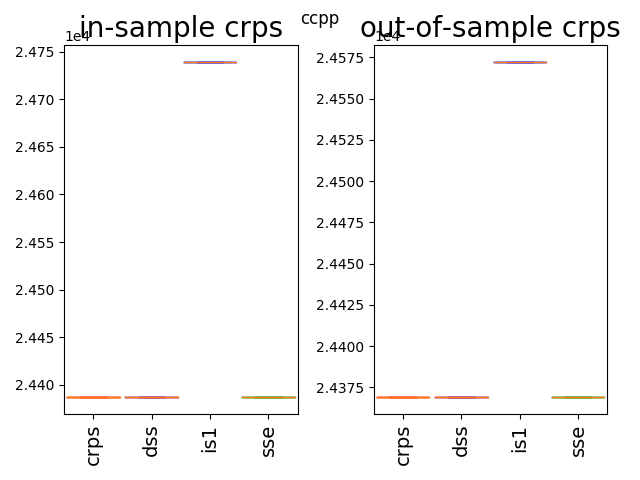 ccpp
in-sample crps
1e4
2.475
2.470
2.465
2.460
2.455
2.450
2.445
2.440
crps
dss
is1
sse
out-of-sample crps
1e4
2.4575
2.4550
2.4525
2.4500
2.4475
2.4450
2.4425
2.4400
2.4375
crps
dss
is1
sse